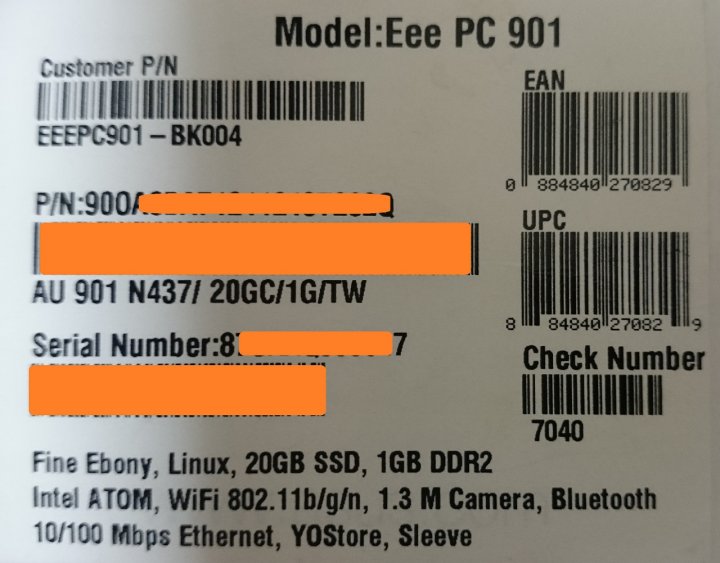 Model:Eee PC 901
Customer P/N
EEEPC901-BK004
EAN
0 884840 270829
P/N:900
UPC
8 84840 27082 9
AU 901 N437/ 20GC/1G/TW
Serial Number:8 7
Check Number
7040
Fine Ebony, Linux, 20GB SSD, 1GB DDR2
Intel ATOM, WiFi 802.11b/g/n, 1.3 M Camera, Bluetooth
10/100 Mbps Ethernet, YOStore, Sleeve